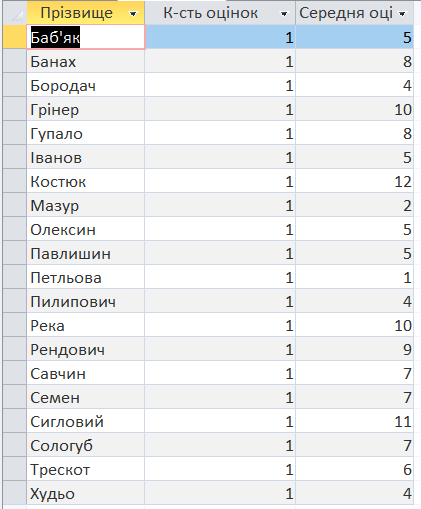 Прізвище К-сть оцінок Середня оці
Баб'як 1 5
Банах 1 8
Бородач 1 4
Грінер 1 10
Гупало 1 8
Іванов 1 5
Костюк 1 12
Мазур 1 2
Олексин 1 5
Павлишин 1 5
Петльова 1 1
Пилипович 1 4
Река 1 10
Рендович 1 9
Савчин 1 7
Семен 1 7
Сигловий 1 11
Сологуб 1 7
Трескот 1 6
Худьо 1 4